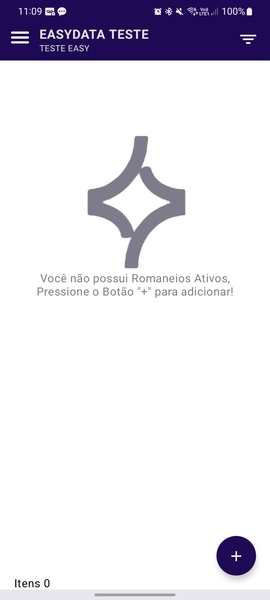 11:09
100%
EASYDATA TESTE
TESTE EASY
Você não possui Romaneios Ativos,
Pressione o Botão "+" para adicionar!
+
Itens 0